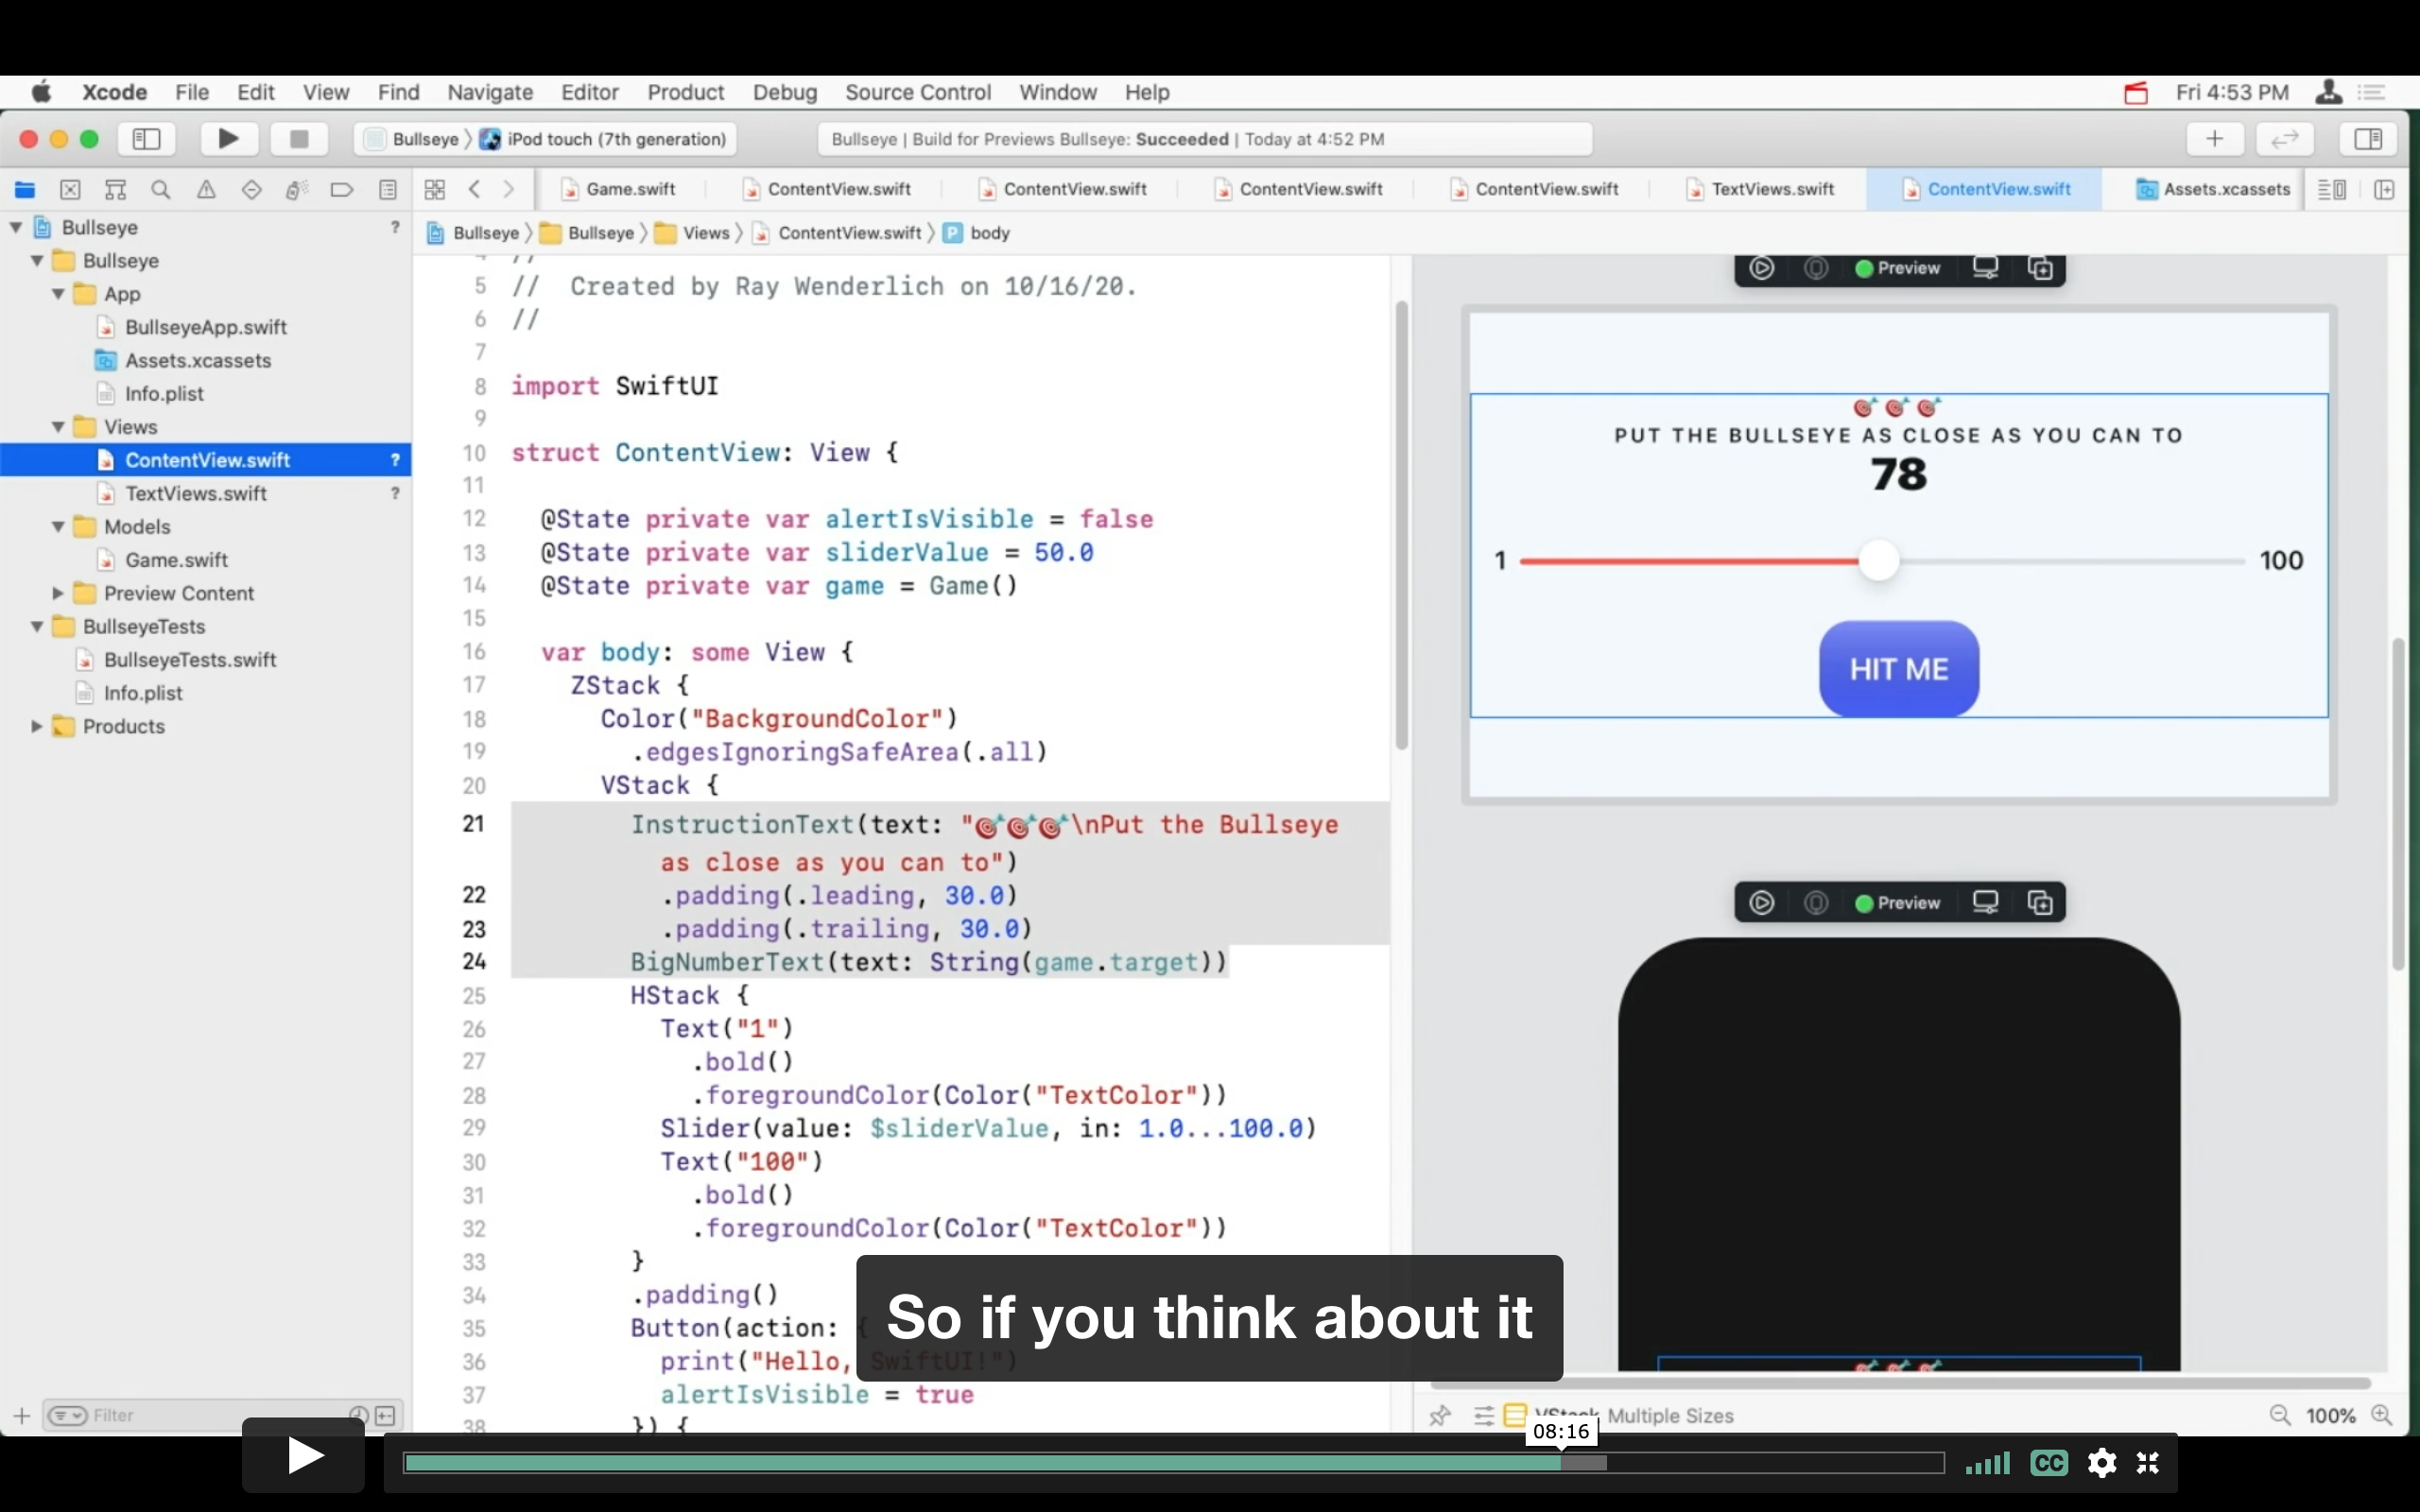 Xcode File Edit View Find Navigate Editor Product Debug Source Control Window Help Fri 4:53 PM
Bullseye 〉 iPod touch (7th generation)
Bullseye | Build for Previews Bullseye: Succeeded | Today at 4:52 PM
Game.swift ContentView.swift ContentView.swift ContentView.swift ContentView.swift TextViews.swift ContentView.swift Assets.xcassets
Bullseye 〉 Bullseye 〉 Views 〉 ContentView.swift 〉 P body
Bullseye ?
Bullseye
App
BullseyeApp.swift
Assets.xcassets
Info.plist
Views
ContentView.swift ?
TextViews.swift ?
Models
Game.swift
Preview Content
BullseyeTests
BullseyeTests.swift
Info.plist
Products
Filter
4 //
5 //  Created by Ray Wenderlich on 10/16/20.
6 //
7
8 import SwiftUI
9
10 struct ContentView: View {
11
12 @State private var alertIsVisible = false
13 @State private var sliderValue = 50.0
14 @State private var game = Game()
15
16 var body: some View {
17 ZStack {
18 Color("BackgroundColor")
19 .edgesIgnoringSafeArea(.all)
20 VStack {
21 InstructionText(text: "🎯🎯🎯\nPut the Bullseye
as close as you can to")
22 .padding(.leading, 30.0)
23 .padding(.trailing, 30.0)
24 BigNumberText(text: String(game.target))
25 HStack {
26 Text("1")
27 .bold()
28 .foregroundColor(Color("TextColor"))
29 Slider(value: $sliderValue, in: 1.0...100.0)
30 Text("100")
31 .bold()
32 .foregroundColor(Color("TextColor"))
33 }
34 .padding()
35 Button(action: {
36 print("Hello, SwiftUI!")
37 alertIsVisible = true
38 }) {
Preview
🎯🎯🎯
PUT THE BULLSEYE AS CLOSE AS YOU CAN TO
78
1 100
HIT ME
Preview
🎯🎯🎯
VStack Multiple Sizes 100%
So if you think about it
08:16
CC